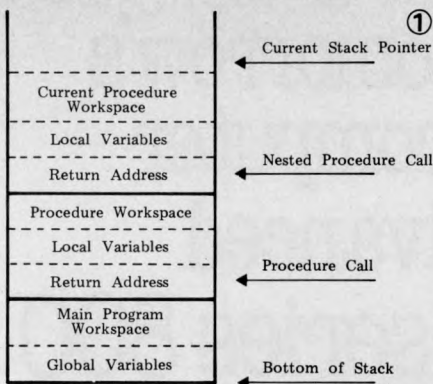 ①
Current Stack Pointer
Current Procedure
Workspace
Local Variables
Nested Procedure Call
Return Address
Procedure Workspace
Local Variables
Procedure Call
Return Address
Main Program
Workspace
Global Variables
Bottom of Stack